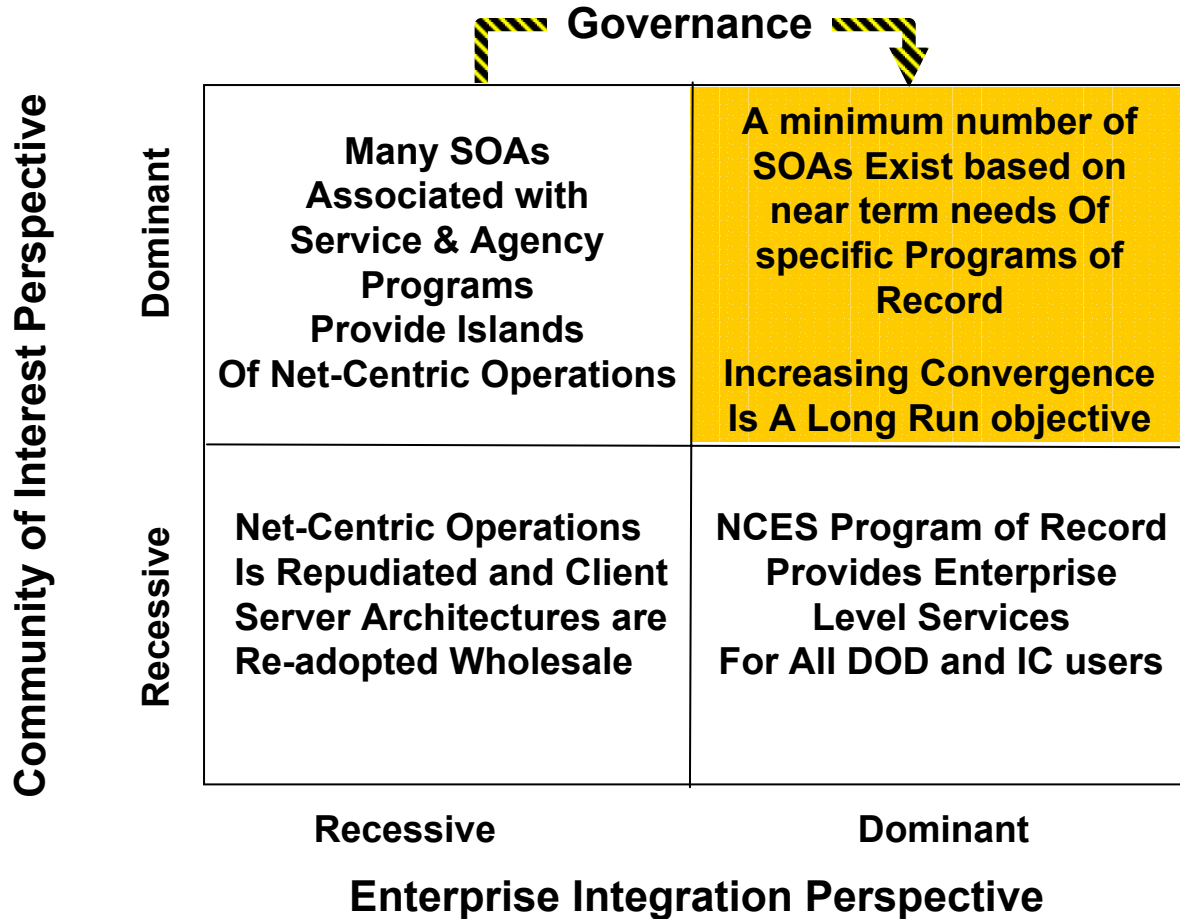 Governance
Community of Interest Perspective
Dominant
Many SOAs
Associated with
Service & Agency
Programs
Provide Islands
Of Net-Centric Operations
A minimum number of
SOAs Exist based on
near term needs Of
specific Programs of
Record
Increasing Convergence
Is A Long Run objective
Recessive
Net-Centric Operations
Is Repudiated and Client
Server Architectures are
Re-adopted Wholesale
NCES Program of Record
Provides Enterprise
Level Services
For All DOD and IC users
Recessive
Dominant
Enterprise Integration Perspective